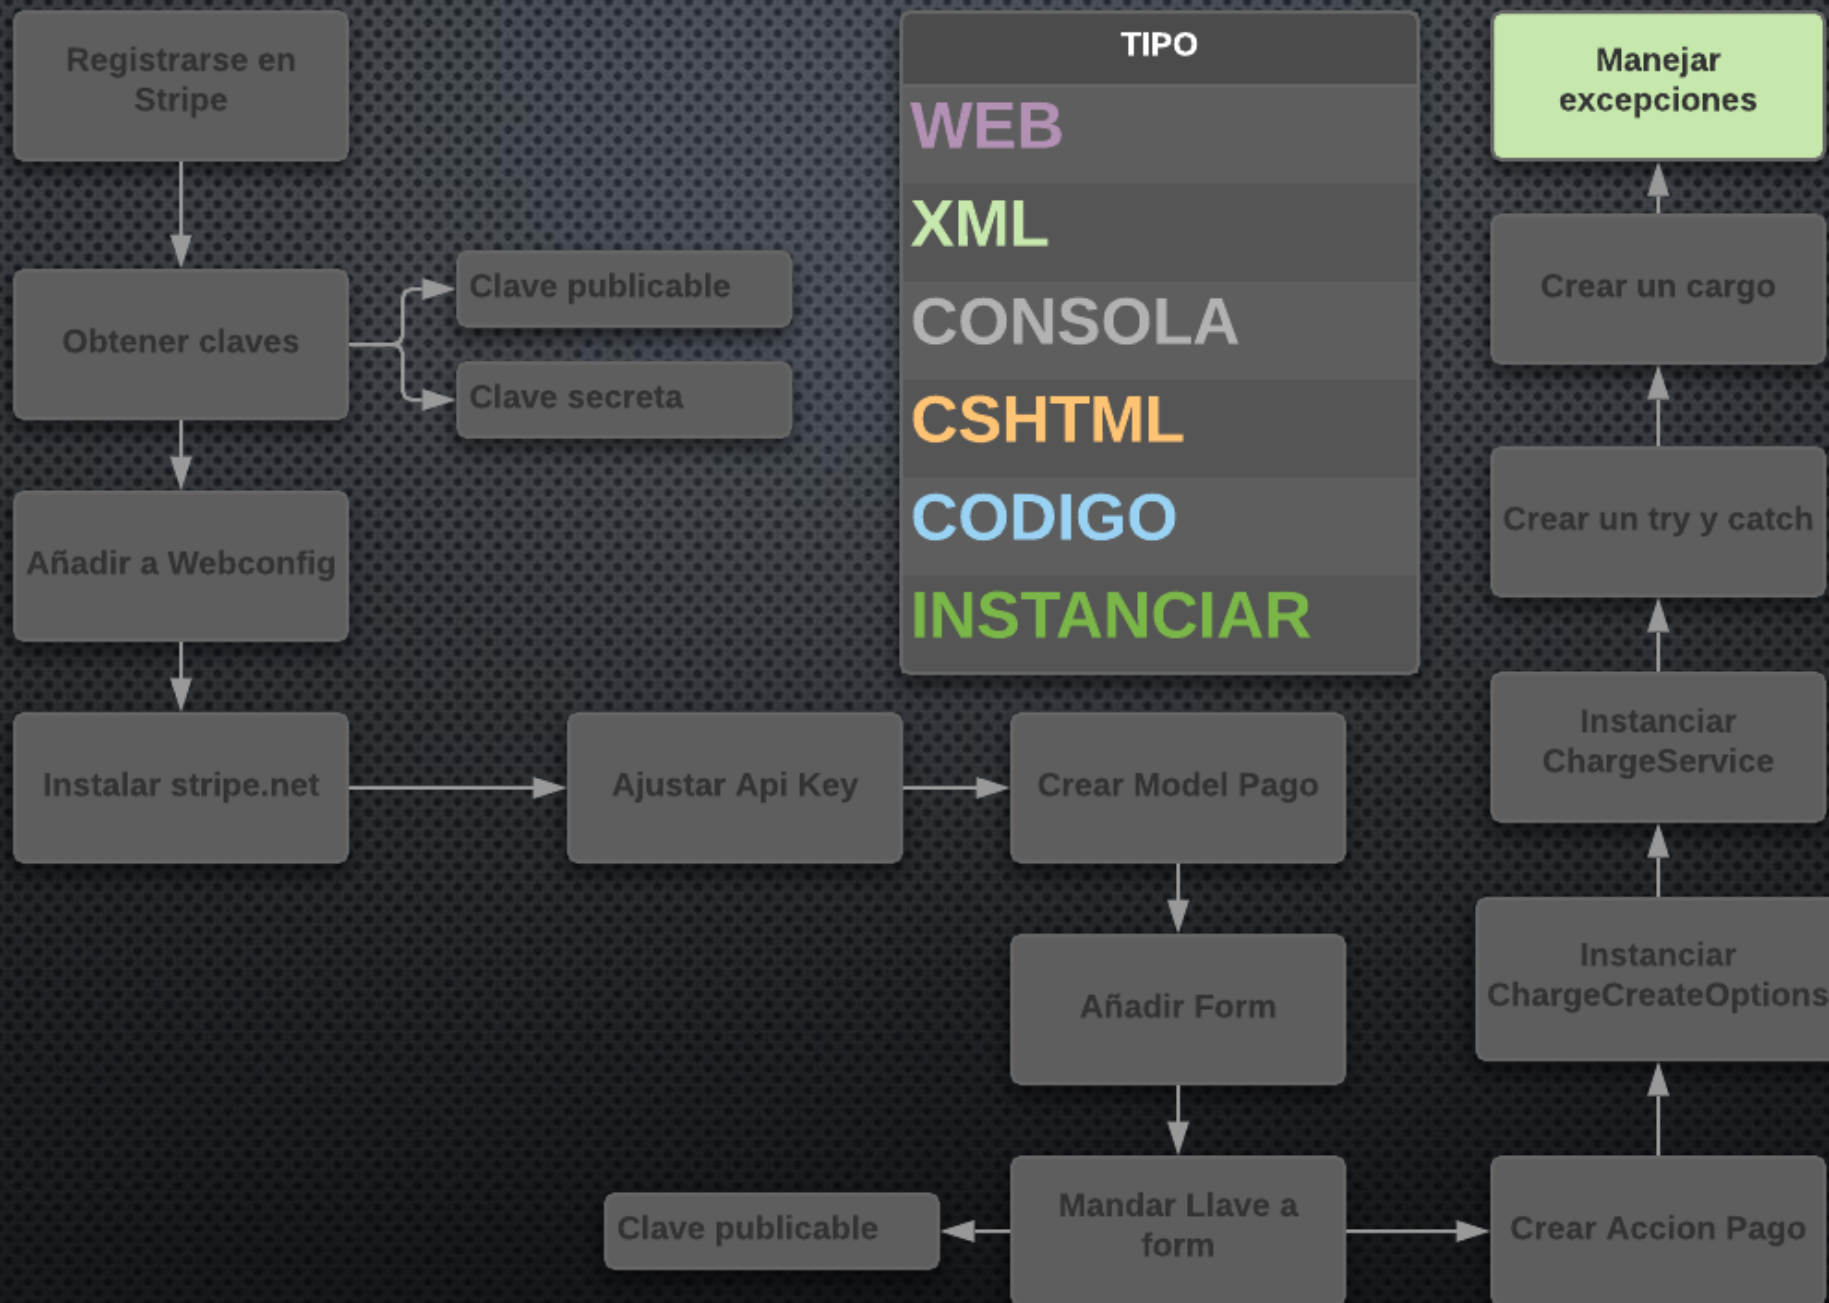 Registrarse en
Stripe
Obtener claves
Clave publicable
Clave secreta
Añadir a Webconfig
Instalar stripe.net
Ajustar Api Key
Crear Model Pago
Añadir Form
Mandar Llave a
form
Clave publicable
Crear Accion Pago
Instanciar
ChargeCreateOptions
Instanciar
ChargeService
Crear un try y catch
Crear un cargo
Manejar
excepciones
TIPO
WEB
XML
CONSOLA
CSHTML
CODIGO
INSTANCIAR